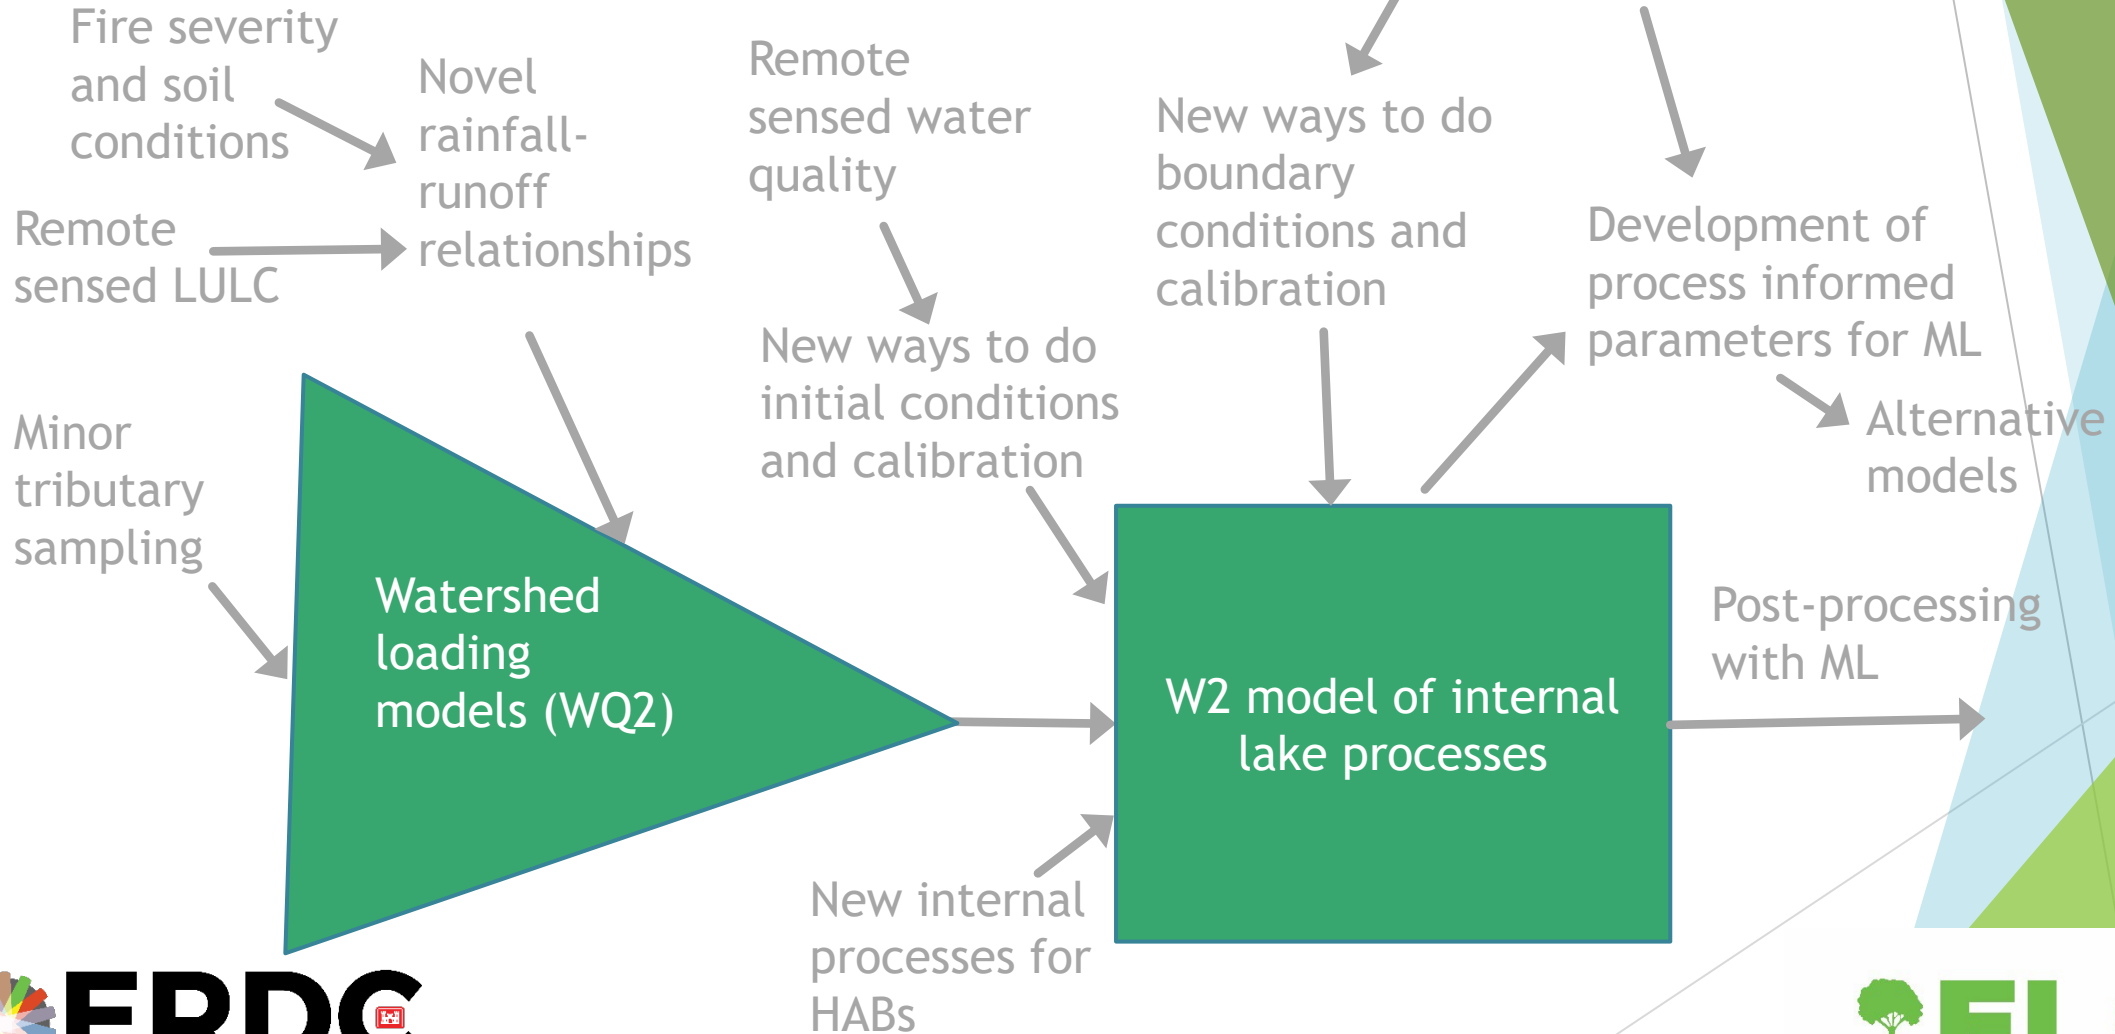 Fire severity
and soil
conditions
Novel
rainfall-
runoff
relationships
Remote
sensed LULC
Minor
tributary
sampling
Remote
sensed water
quality
New ways to do
initial conditions
and calibration
New ways to do
boundary
conditions and
calibration
Development of
process informed
parameters for ML
Alternative
models
Watershed
loading
models (WQ2)
W2 model of internal
lake processes
Post-processing
with ML
New internal
processes for
HABs
ERDC